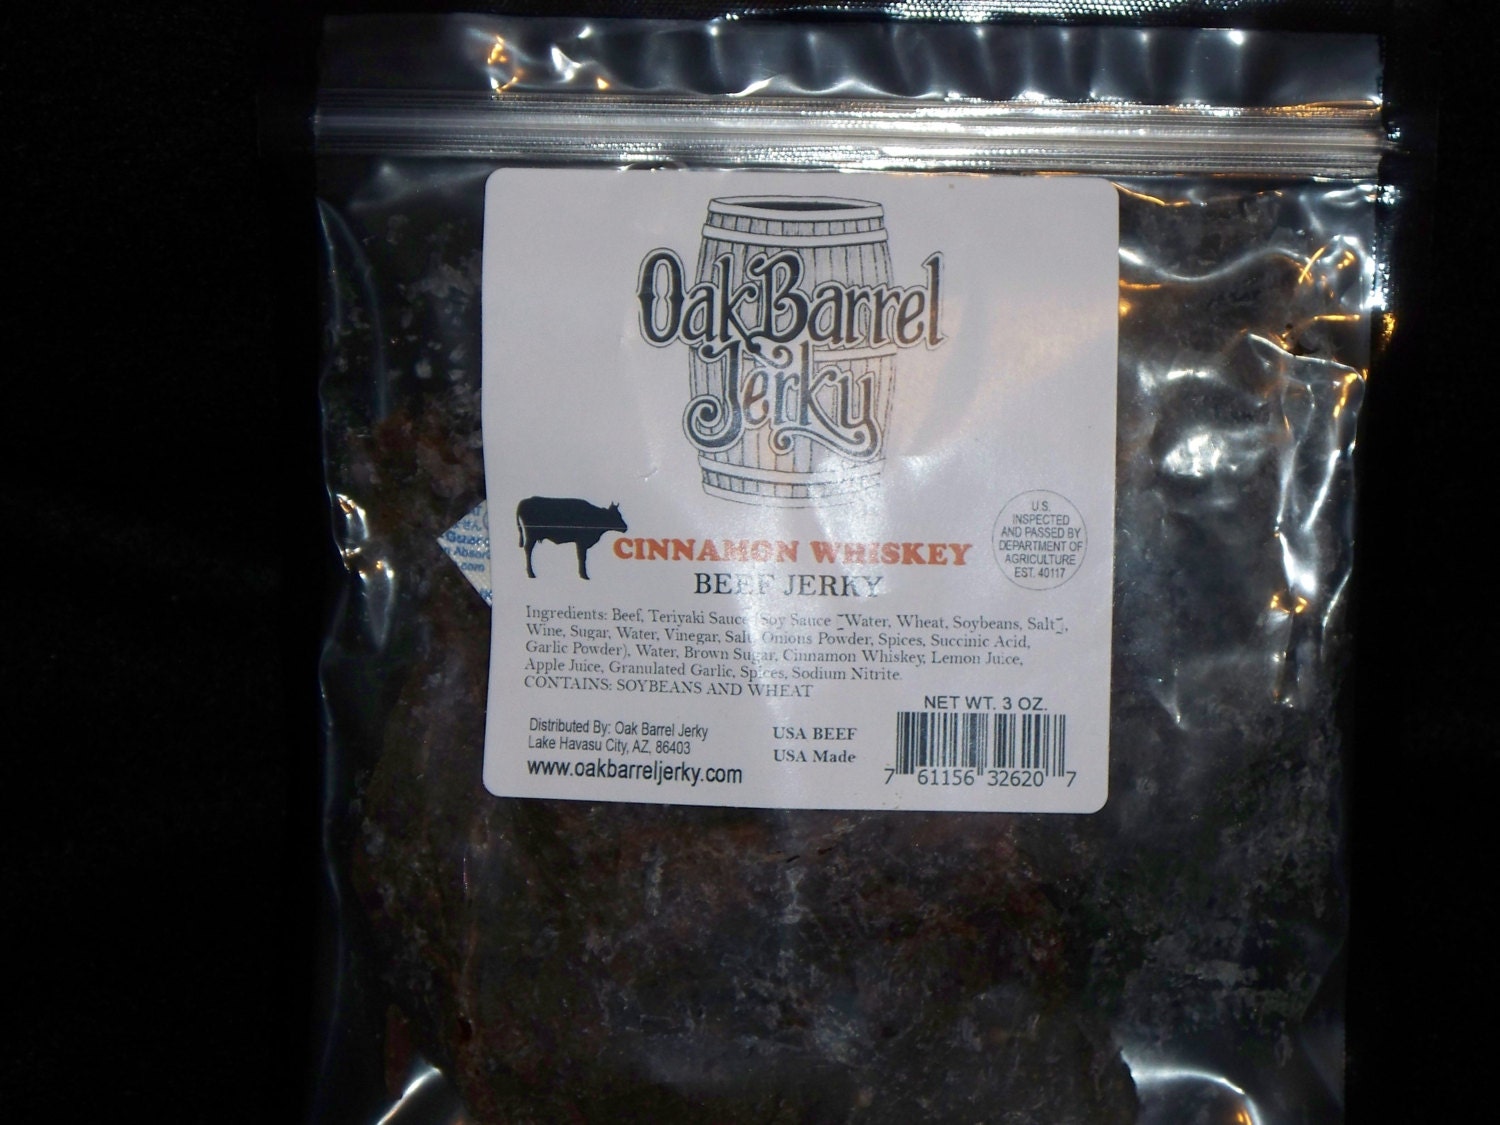 Oak Barrel
Jerky
CINNAMON WHISKEY
BEEF JERKY
U.S.
INSPECTED
AND PASSED BY
DEPARTMENT OF
AGRICULTURE
EST. 40117
Ingredients: Beef, Teriyaki Sauce (Soy Sauce [Water, Wheat, Soybeans, Salt],
Wine, Sugar, Water, Vinegar, Salt, Onions Powder, Spices, Succinic Acid,
Garlic Powder), Water, Brown Sugar, Cinnamon Whiskey, Lemon Juice,
Apple Juice, Granulated Garlic, Spices, Sodium Nitrite.
CONTAINS: SOYBEANS AND WHEAT
Distributed By: Oak Barrel Jerky
Lake Havasu City, AZ, 86403
www.oakbarreljerky.com
USA BEEF
USA Made
NET WT. 3 OZ.
7 61156 32620 7
Absor
.com